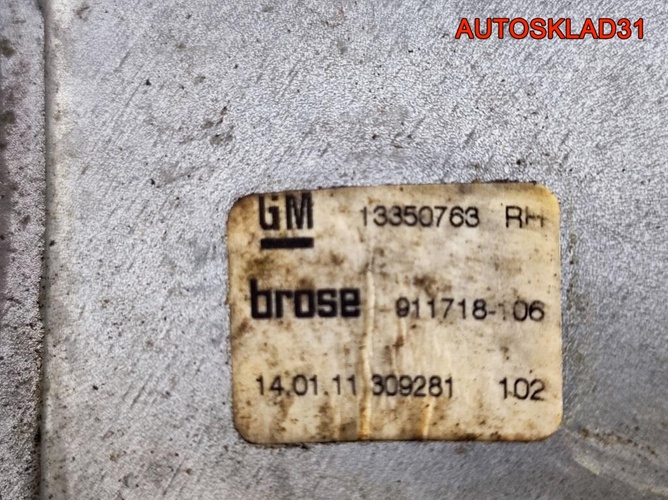 AUTOSKLAD31
GM 13350763 RH
brose 911718-106
14.01.11 309281 102